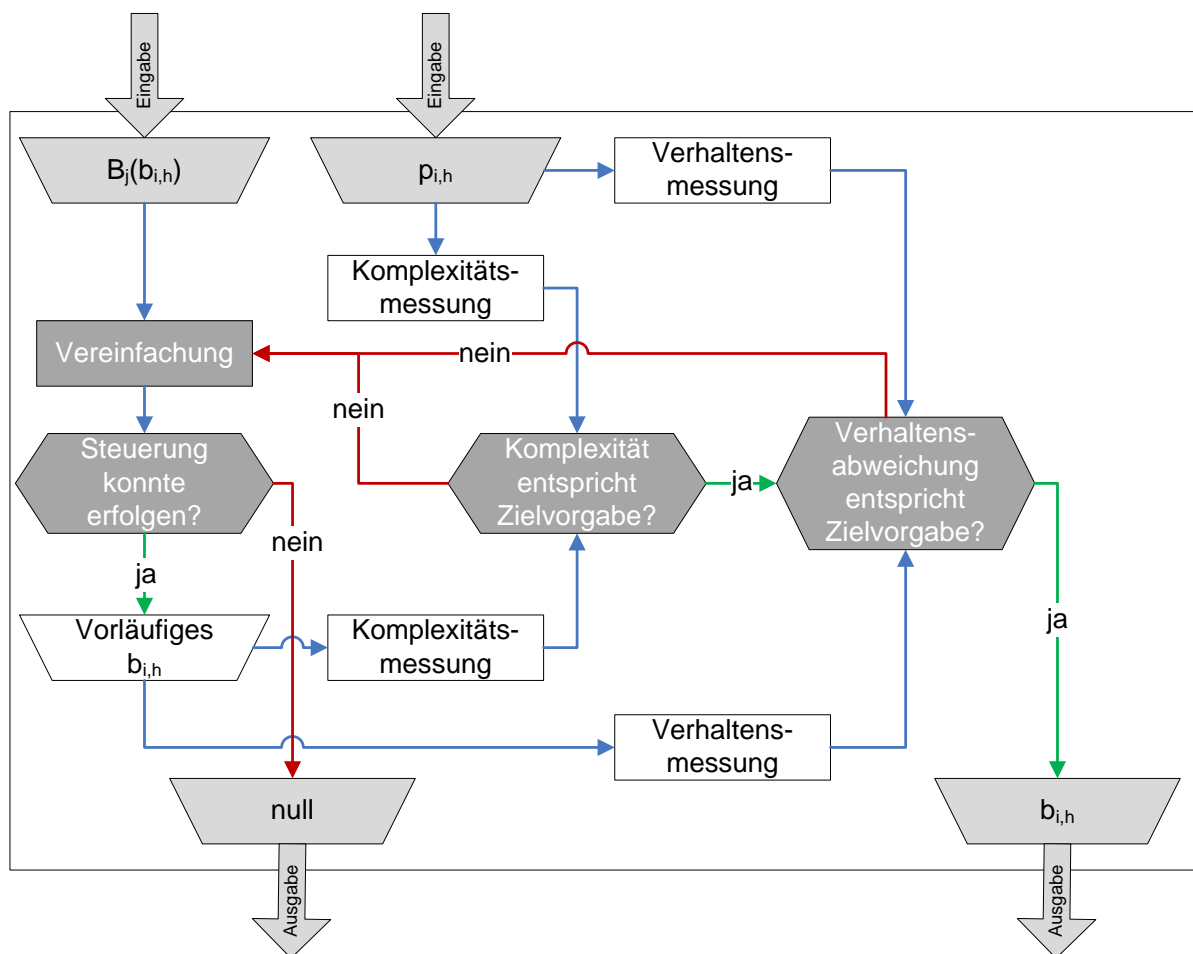 Eingabe
Eingabe
Bj(bi,h)
pi,h
Verhaltens-
messung
Komplexitäts-
messung
Vereinfachung
nein
nein
Steuerung
konnte
erfolgen?
Komplexität
entspricht
Zielvorgabe?
ja
Verhaltens-
abweichung
entspricht
Zielvorgabe?
nein
ja
Vorläufiges
bi,h
Komplexitäts-
messung
ja
Verhaltens-
messung
null
bi,h
Ausgabe
Ausgabe